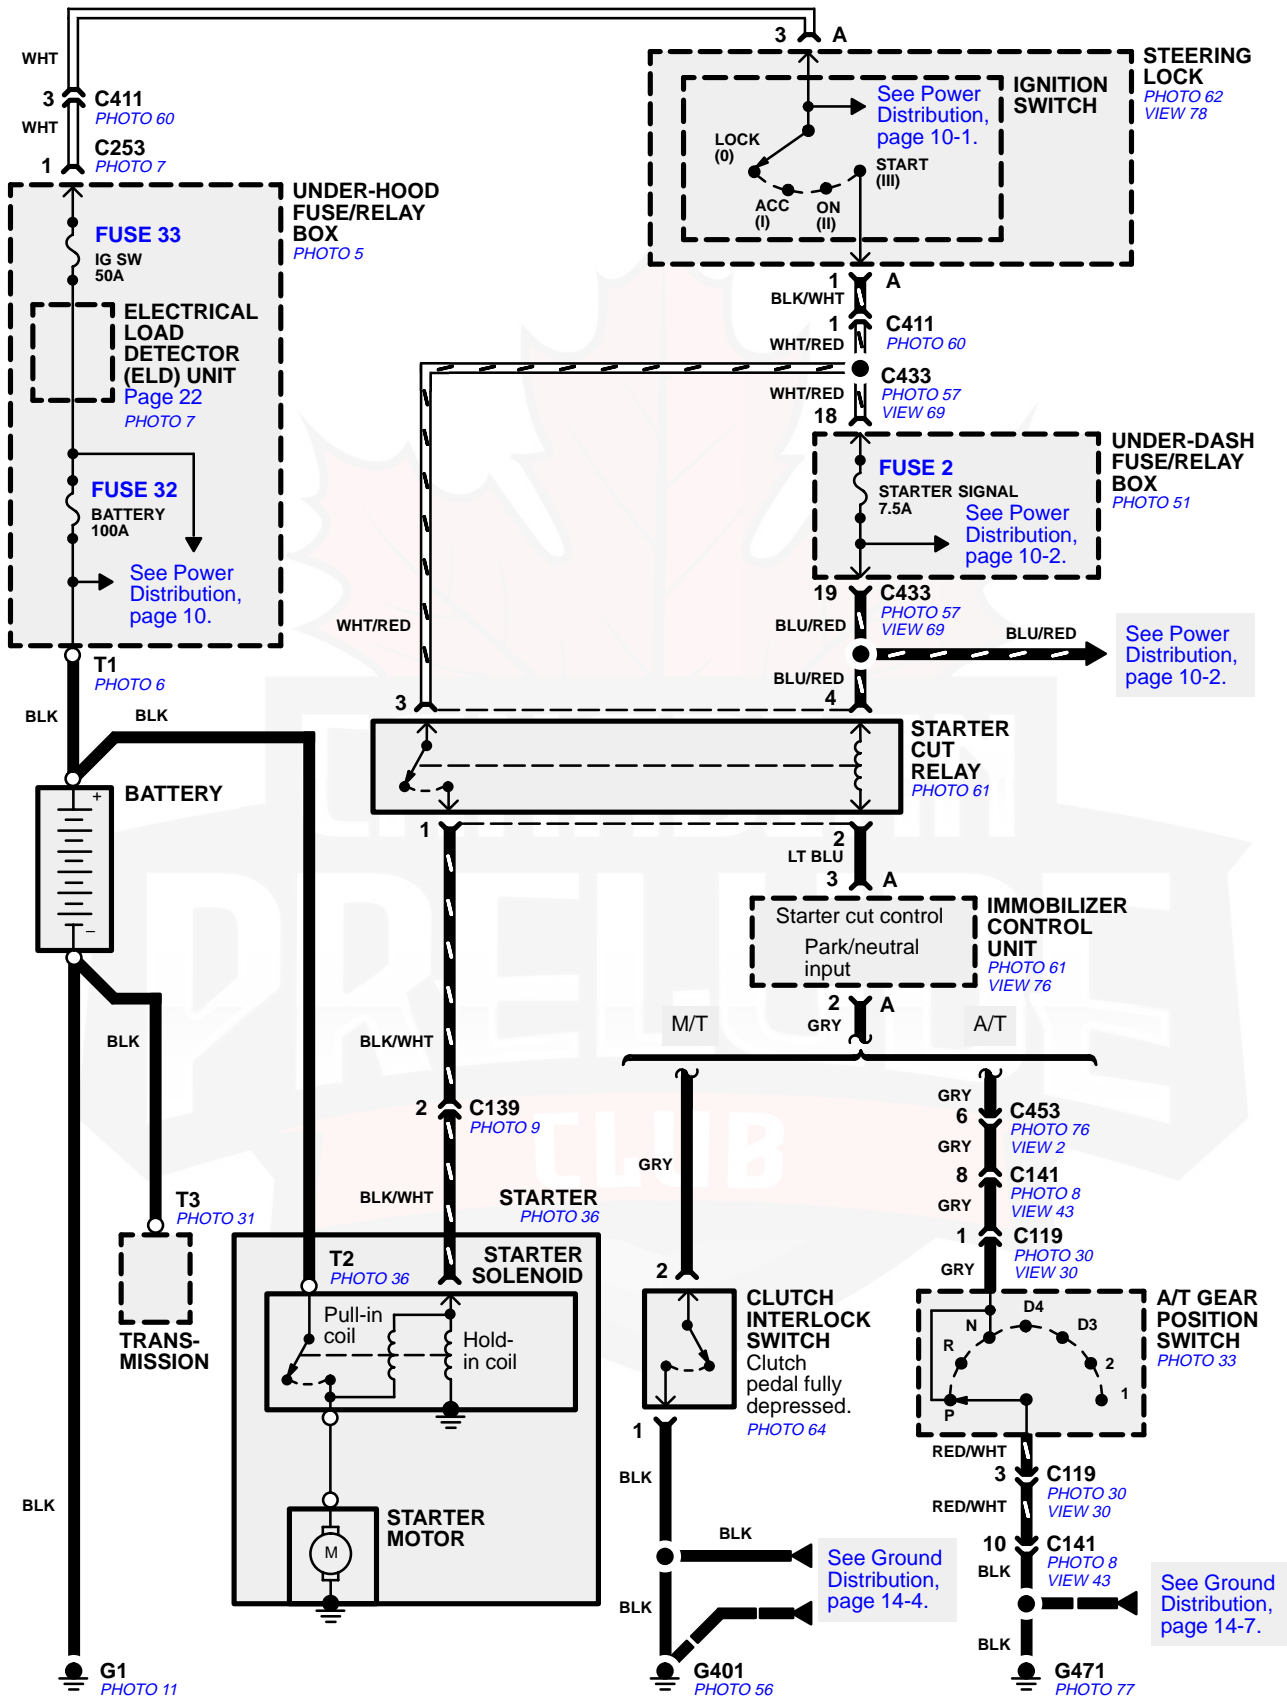 3 A
WHT
STEERING
LOCK
PHOTO 62
VIEW 78
IGNITION
SWITCH
See Power
Distribution,
page 10-1.
LOCK
(0)
START
(III)
ACC
(I)
ON
(II)
3 C411
PHOTO 60
WHT
C253
1 PHOTO 7
UNDER-HOOD
FUSE/RELAY
BOX
PHOTO 5
FUSE 33
IG SW
50A
ELECTRICAL
LOAD
DETECTOR
(ELD) UNIT
Page 22
PHOTO 7
FUSE 32
BATTERY
100A
See Power
Distribution,
page 10.
1 A
BLK/WHT
1 C411
PHOTO 60
WHT/RED
C433
PHOTO 57
VIEW 69
WHT/RED
18
UNDER-DASH
FUSE/RELAY
BOX
PHOTO 51
FUSE 2
STARTER SIGNAL
7.5A
See Power
Distribution,
page 10-2.
19 C433
PHOTO 57
VIEW 69
BLU/RED
BLU/RED
See Power
Distribution,
page 10-2.
BLU/RED
WHT/RED
T1
PHOTO 6
BLK
BLK
3
4
STARTER
CUT
RELAY
PHOTO 61
BATTERY
+
–
1
2
LT BLU
3 A
Starter cut control
Park/neutral
input
IMMOBILIZER
CONTROL
UNIT
PHOTO 61
VIEW 76
2 A
GRY
M/T
A/T
CANADIAN
PRELUDE
CLUB
BLK
BLK/WHT
2 C139
PHOTO 9
BLK/WHT
GRY
GRY
6 C453
PHOTO 76
VIEW 2
GRY
8 C141
PHOTO 8
VIEW 43
GRY
1 C119
PHOTO 30
VIEW 30
GRY
T3
PHOTO 31
TRANS-
MISSION
STARTER
PHOTO 36
STARTER
SOLENOID
T2
PHOTO 36
Pull-in
coil
Hold-
in coil
STARTER
MOTOR
M
2
CLUTCH
INTERLOCK
SWITCH
Clutch
pedal fully
depressed.
PHOTO 64
1
BLK
A/T GEAR
POSITION
SWITCH
PHOTO 33
N
D4
D3
R
2
P
1
RED/WHT
3 C119
PHOTO 30
VIEW 30
RED/WHT
10 C141
PHOTO 8
VIEW 43
BLK
BLK
BLK
See Ground
Distribution,
page 14-4.
BLK
See Ground
Distribution,
page 14-7.
BLK
G1
PHOTO 11
G401
PHOTO 56
G471
PHOTO 77